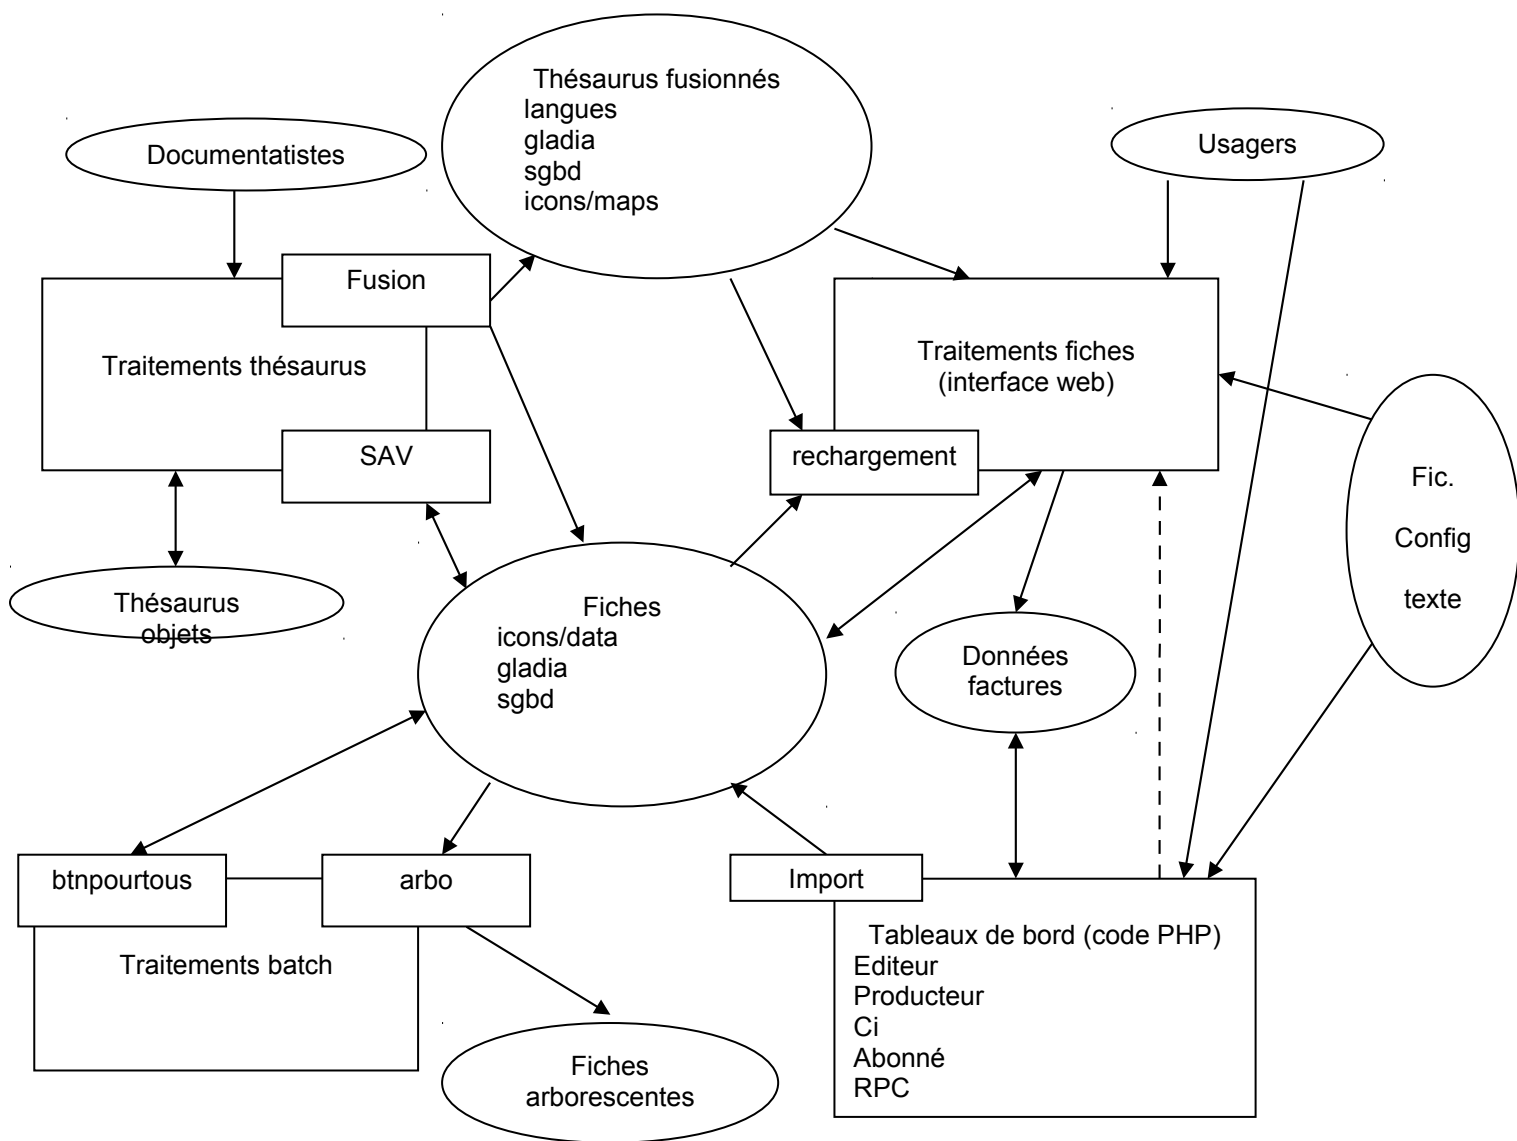 Thésaurus fusionnés
langues
gladia
sgbd
icons/maps
Documentatistes
Usagers
Fusion
Traitements thésaurus
SAV
Traitements fiches
(interface web)
rechargement
Fic.
Config
texte
Thésaurus
objets
Fiches
icons/data
gladia
sgbd
Données
factures
btnpourtous
arbo
Import
Traitements batch
Tableaux de bord (code PHP)
Editeur
Producteur
Ci
Abonné
RPC
Fiches
arborescentes